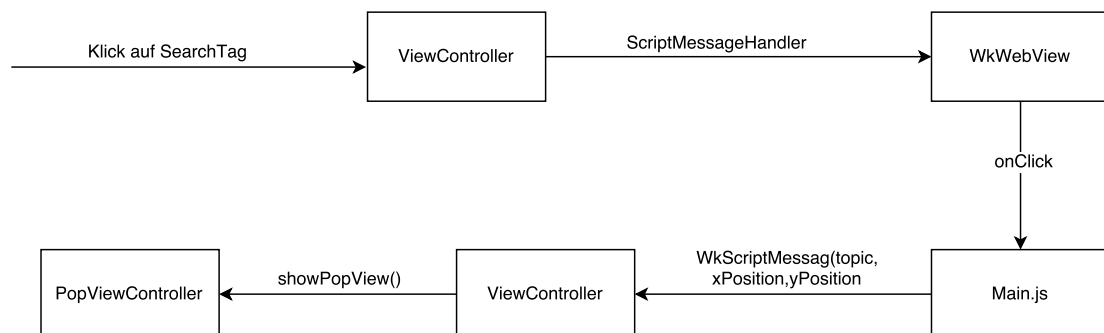 Klick auf SearchTag
ViewController
ScriptMessageHandler
WkWebView
onClick
Main.js
WkScriptMessag(topic,
xPosition,yPosition
ViewController
showPopView()
PopViewController